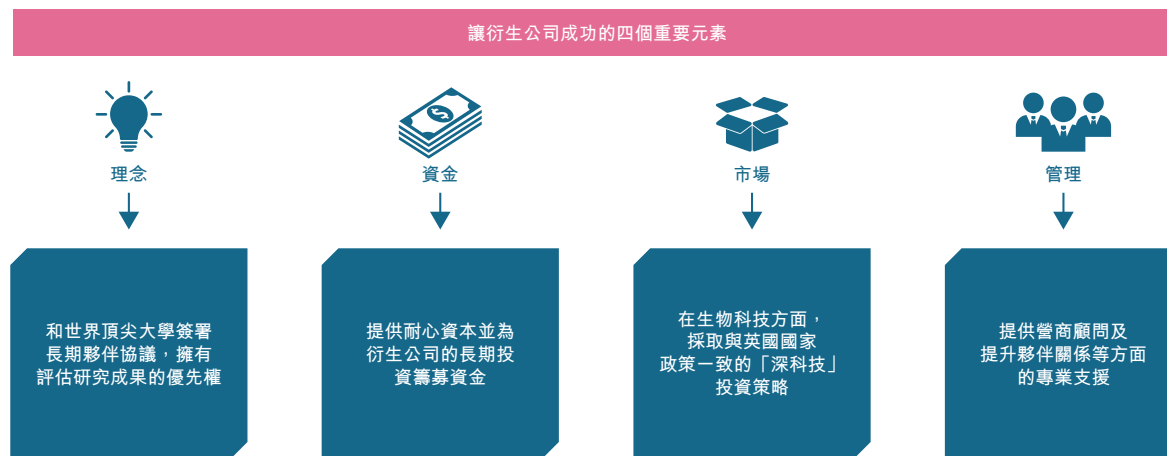 讓衍生公司成功的四個重要元素
理念
資金
市場
管理
和世界頂尖大學簽署
長期夥伴協議，擁有
評估研究成果的優先權
提供耐心資本並為
衍生公司的長期投
資籌募資金
在生物科技方面，
採取與英國國家
政策一致的「深科技」
投資策略
提供營商顧問及
提升夥伴關係等方面
的專業支援